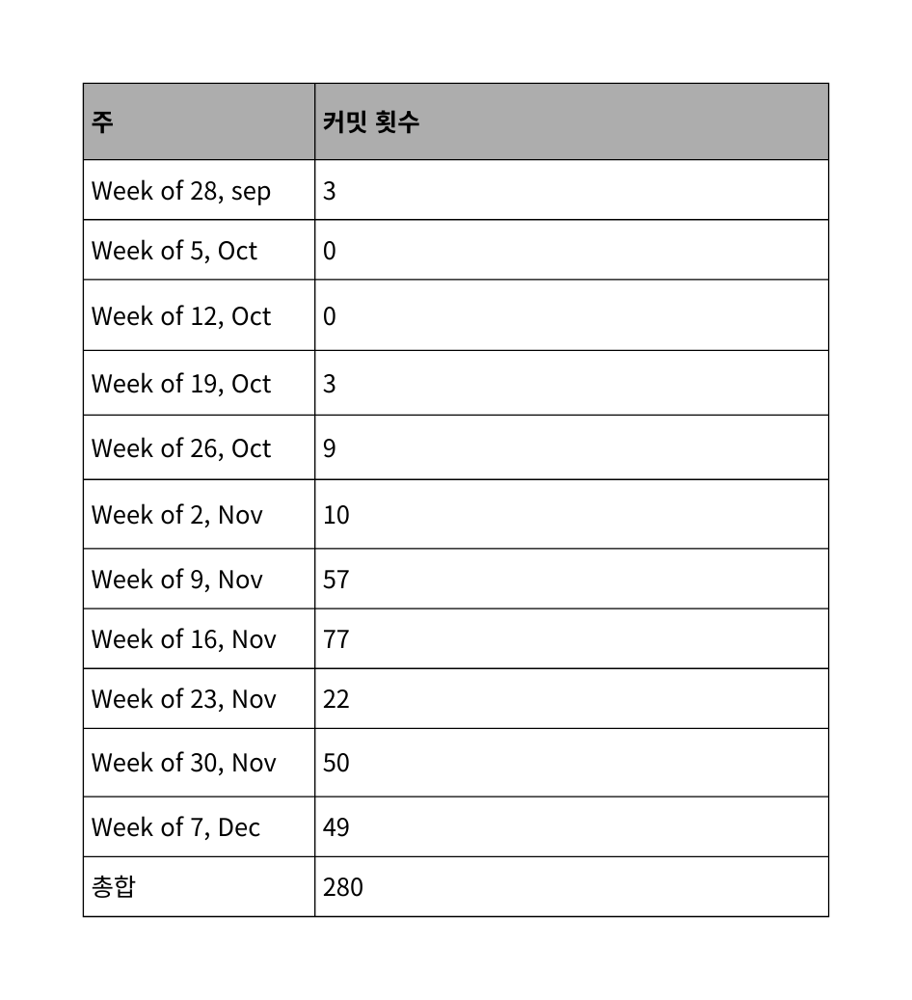 주 커밋 횟수
Week of 28, sep 3
Week of 5, Oct 0
Week of 12, Oct 0
Week of 19, Oct 3
Week of 26, Oct 9
Week of 2, Nov 10
Week of 9, Nov 57
Week of 16, Nov 77
Week of 23, Nov 22
Week of 30, Nov 50
Week of 7, Dec 49
총합 280